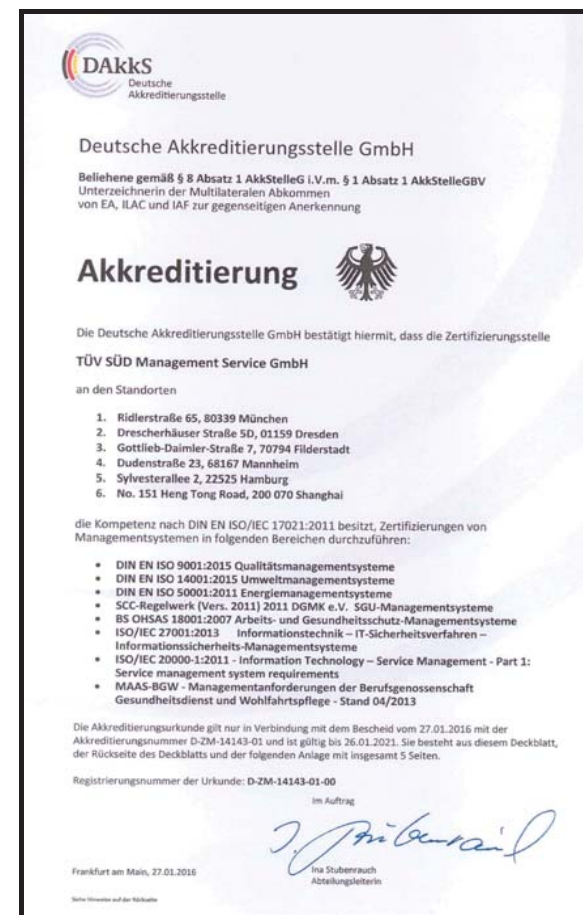 DAkkS
Deutsche
Akkreditierungsstelle
Deutsche Akkreditierungsstelle GmbH
Beliehene gemäß § 8 Absatz 1 AkkStelleG i.V.m. § 1 Absatz 1 AkkStelleGBV
Unterzeichnerin der Multilateralen Abkommen
von EA, ILAC und IAF zur gegenseitigen Anerkennung
Akkreditierung
Die Deutsche Akkreditierungsstelle GmbH bestätigt hiermit, dass die Zertifizierungsstelle
TÜV SÜD Management Service GmbH
an den Standorten
1. Ridlerstraße 65, 80339 München
2. Drescherhäuser Straße 5D, 01159 Dresden
3. Gottlieb-Daimler-Straße 7, 70794 Filderstadt
4. Dudenstraße 23, 68167 Mannheim
5. Sylvesterallee 2, 22525 Hamburg
6. No. 151 Heng Tong Road, 200 070 Shanghai
die Kompetenz nach DIN EN ISO/IEC 17021:2011 besitzt, Zertifizierungen von
Managementsystemen in folgenden Bereichen durchzuführen:
• DIN EN ISO 9001:2015 Qualitätsmanagementsysteme
• DIN EN ISO 14001:2015 Umweltmanagementsysteme
• DIN EN ISO 50001:2011 Energiemanagementsysteme
• SCC-Regelwerk (Vers. 2011) 2011 DGMK e.V. SGU-Managementsysteme
• BS OHSAS 18001:2007 Arbeits- und Gesundheitsschutz-Managementsysteme
• ISO/IEC 27001:2013 Informationstechnik – IT-Sicherheitsverfahren –
Informationssicherheits-Managementsysteme
• ISO/IEC 20000-1:2011 - Information Technology – Service Management - Part 1:
Service management system requirements
• MAAS-BGW - Managementanforderungen der Berufsgenossenschaft
Gesundheitsdienst und Wohlfahrtspflege - Stand 04/2013
Die Akkreditierungsurkunde gilt nur in Verbindung mit dem Bescheid vom 27.01.2016 mit der
Akkreditierungsnummer D-ZM-14143-01 und ist gültig bis 26.01.2021. Sie besteht aus diesem Deckblatt,
der Rückseite des Deckblatts und der folgenden Anlage mit insgesamt 5 Seiten.
Registrierungsnummer der Urkunde: D-ZM-14143-01-00
Im Auftrag
Frankfurt am Main, 27.01.2016
Ina Stubenrauch
Abteilungsleiterin
Siehe Hinweise auf der Rückseite